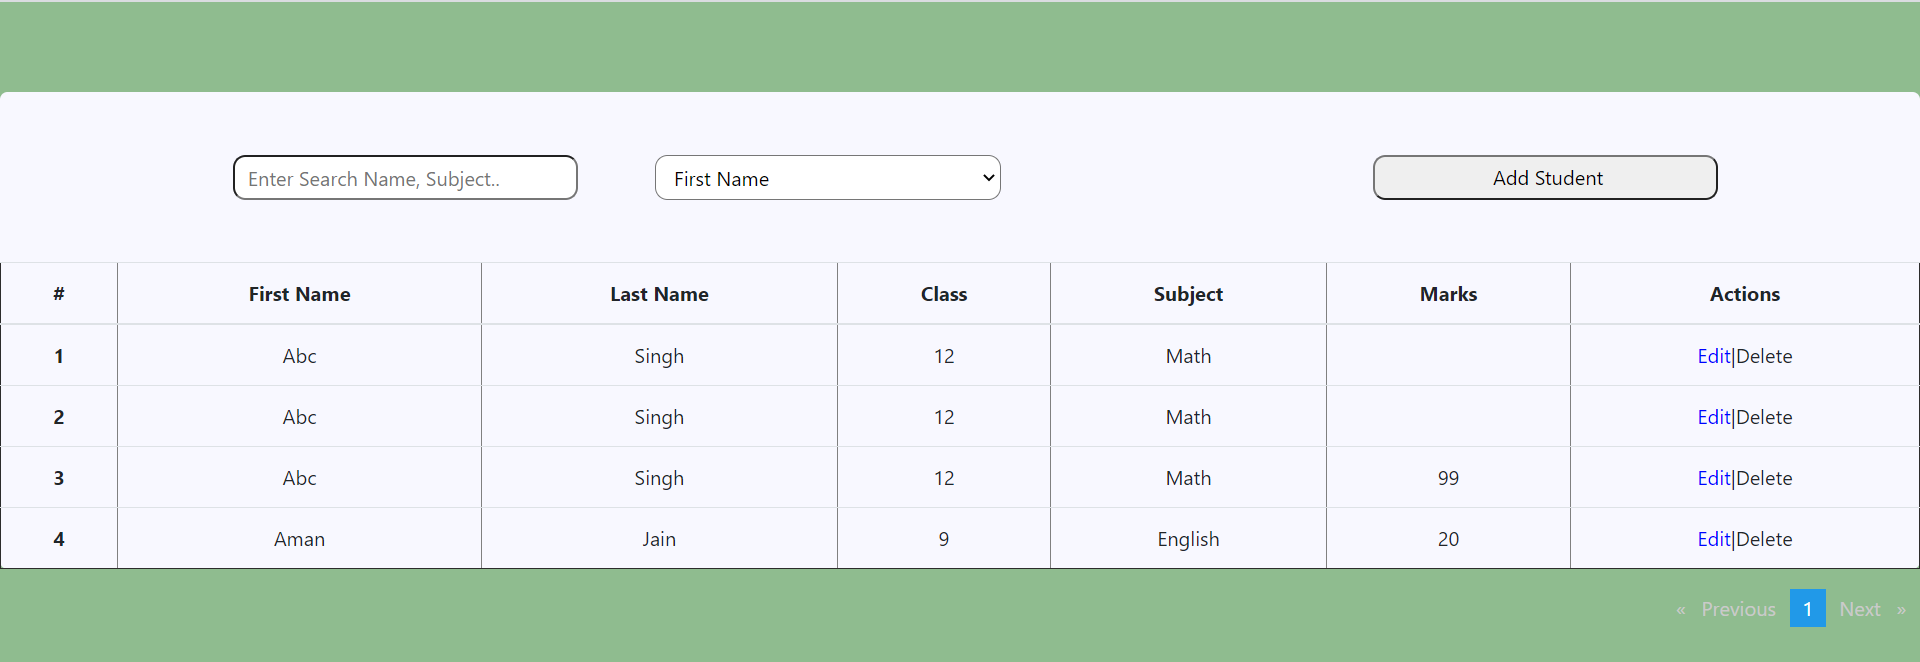 Enter Search Name, Subject.. First Name Add Student
# First Name Last Name Class Subject Marks Actions
1 Abc Singh 12 Math Edit|Delete
2 Abc Singh 12 Math Edit|Delete
3 Abc Singh 12 Math 99 Edit|Delete
4 Aman Jain 9 English 20 Edit|Delete
« Previous 1 Next »